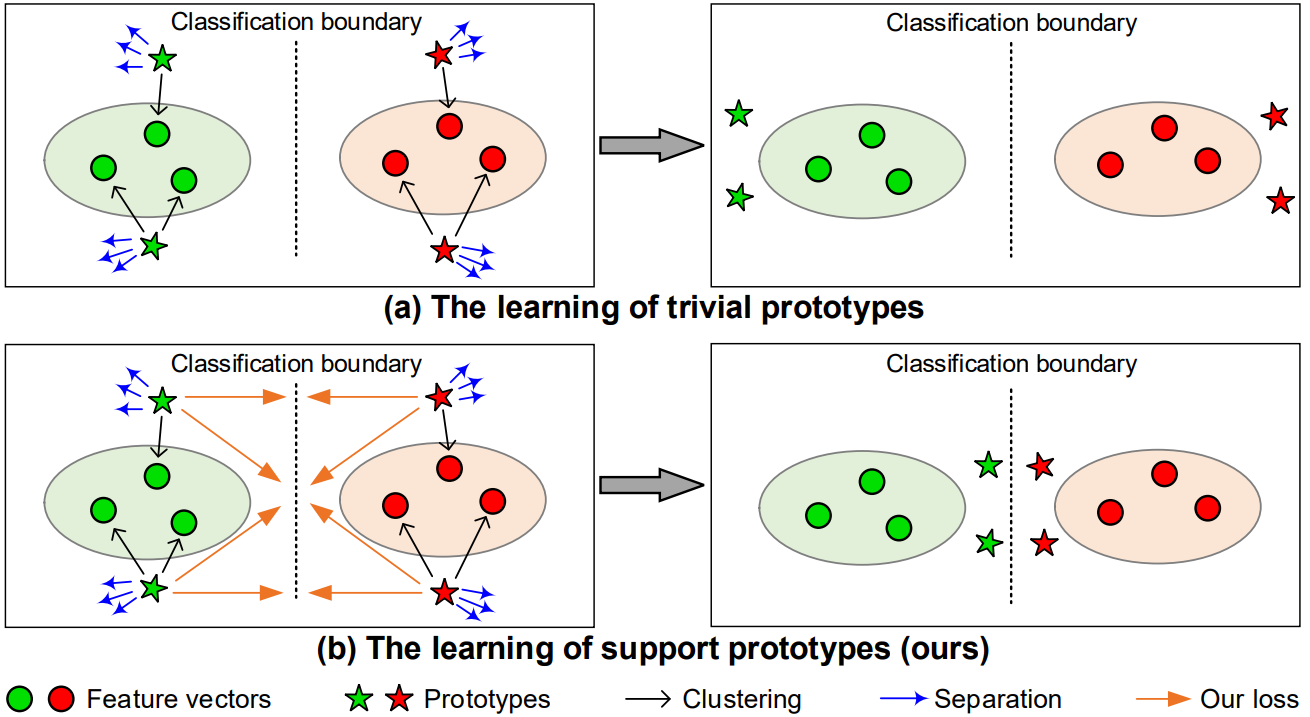 Classification boundary
Classification boundary
(a) The learning of trivial prototypes
Classification boundary
Classification boundary
(b) The learning of support prototypes (ours)
Feature vectors
Prototypes
Clustering
Separation
Our loss